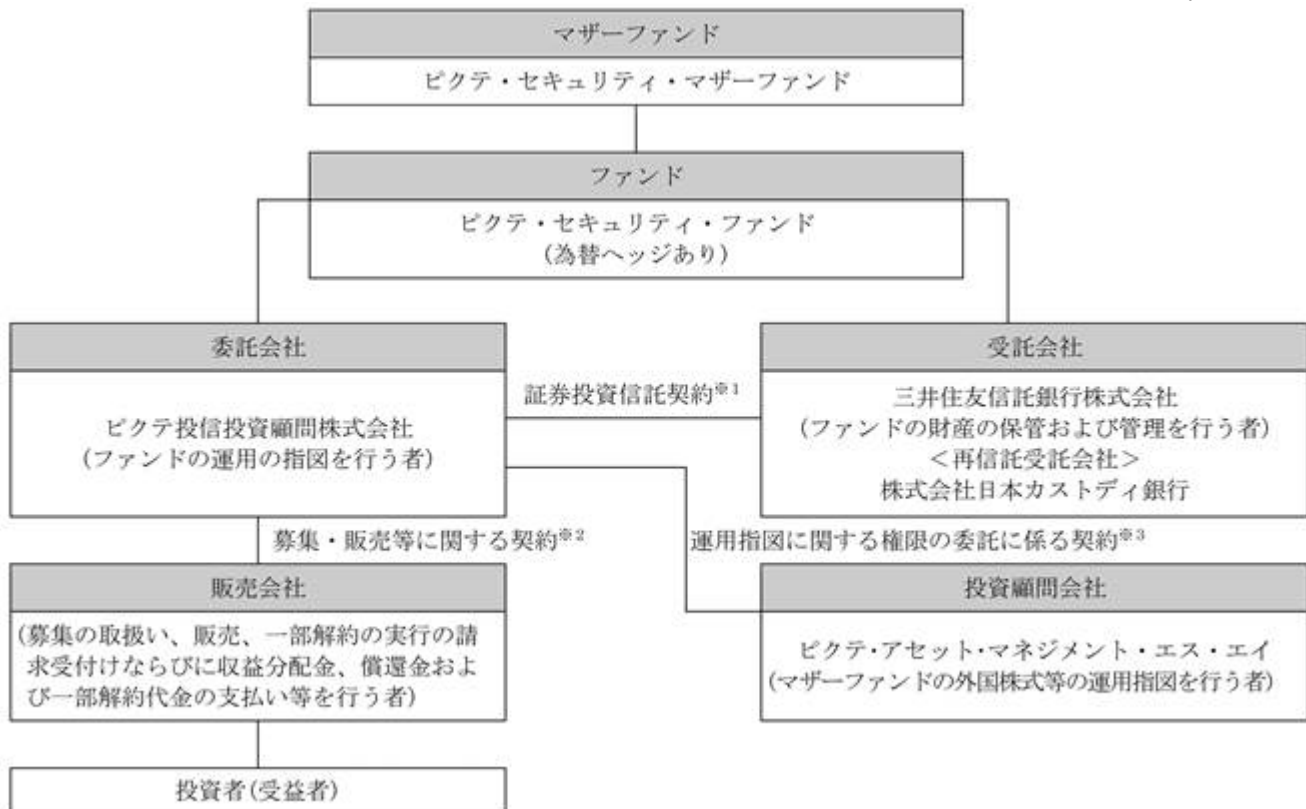 マザーファンド
ピクテ・セキュリティ・マザーファンド
ファンド
ピクテ・セキュリティ・ファンド
(為替ヘッジあり)
委託会社
ピクテ投信投資顧問株式会社
(ファンドの運用の指図を行う者)
証券投資信託契約※1
受託会社
三井住友信託銀行株式会社
(ファンドの財産の保管および管理を行う者)
＜再信託受託会社＞
株式会社日本カストディ銀行
募集・販売等に関する契約※2
運用指図に関する権限の委託に係る契約※3
販売会社
(募集の取扱い、販売、一部解約の実行の請
求受付けならびに収益分配金、償還金およ
び一部解約代金の支払い等を行う者)
投資顧問会社
ピクテ・アセット・マネジメント・エス・エイ
(マザーファンドの外国株式等の運用指図を行う者)
投資者(受益者)